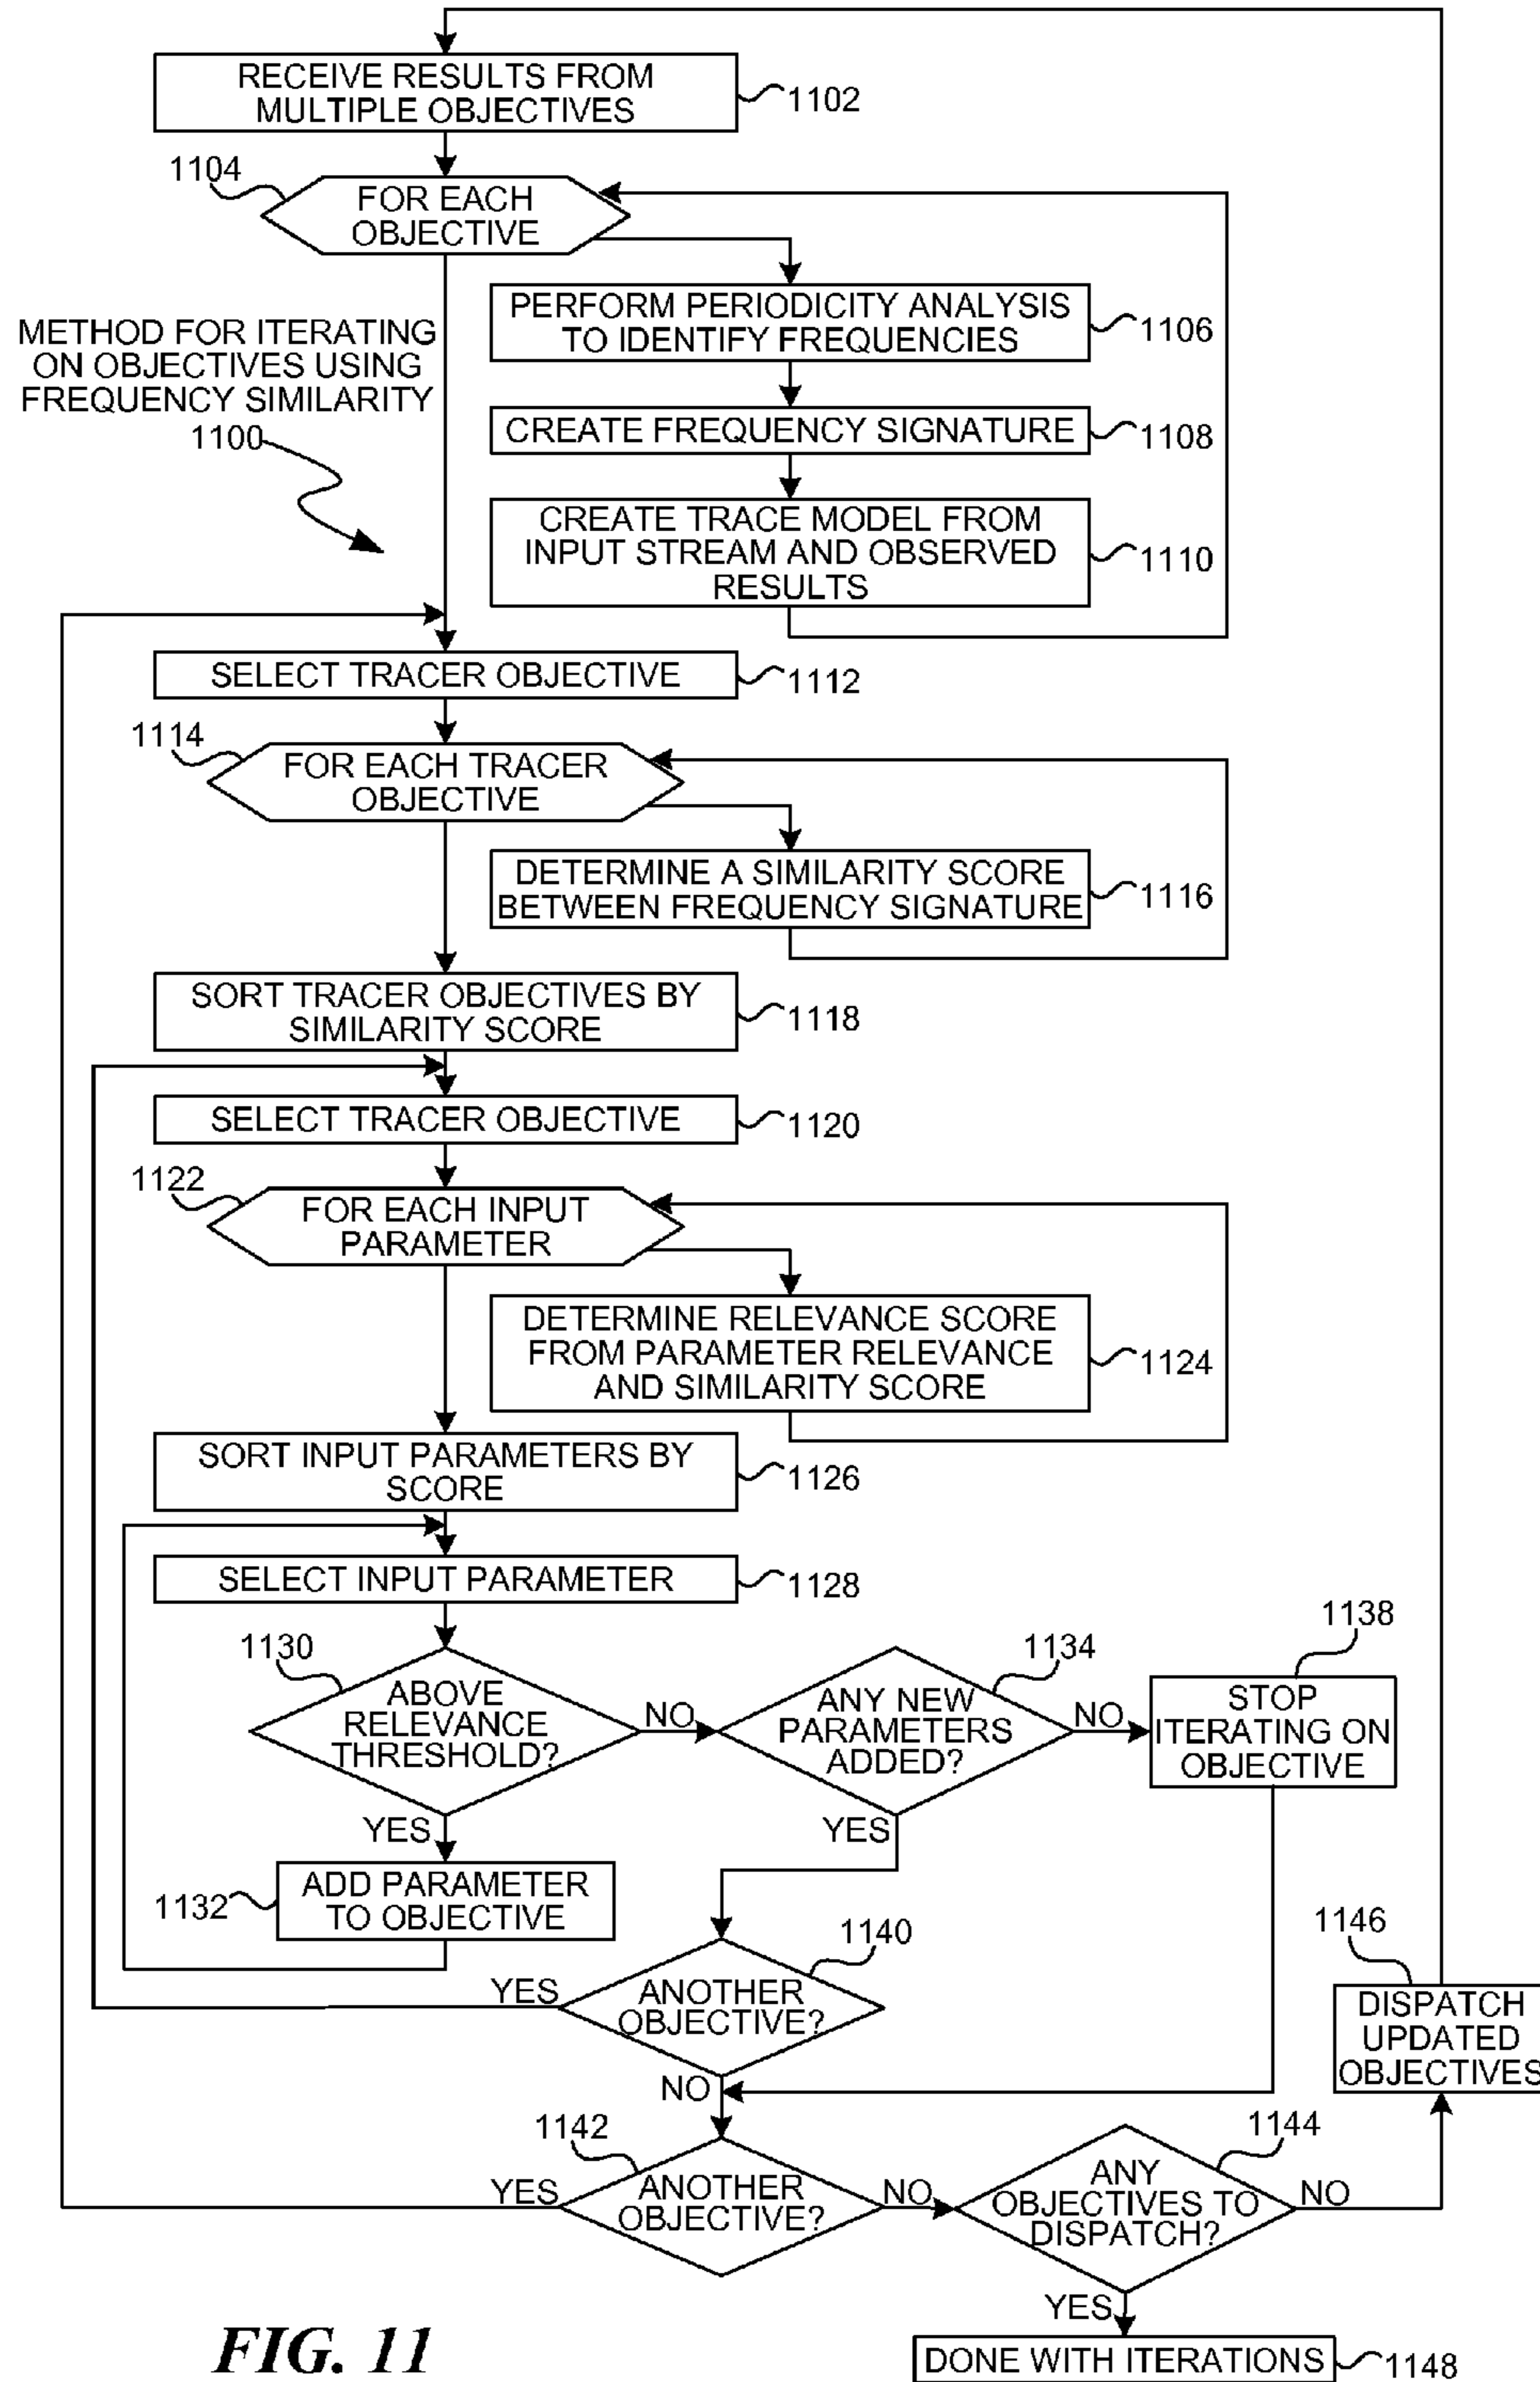 RECEIVE RESULTS FROM
MULTIPLE OBJECTIVES
1102
1104
FOR EACH
OBJECTIVE
PERFORM PERIODICITY ANALYSIS
TO IDENTIFY FREQUENCIES
1106
METHOD FOR ITERATING
ON OBJECTIVES USING
FREQUENCY SIMILARITY
1100
CREATE FREQUENCY SIGNATURE
1108
CREATE TRACE MODEL FROM
INPUT STREAM AND OBSERVED
RESULTS
1110
SELECT TRACER OBJECTIVE
1112
1114
FOR EACH TRACER
OBJECTIVE
DETERMINE A SIMILARITY SCORE
BETWEEN FREQUENCY SIGNATURE
1116
SORT TRACER OBJECTIVES BY
SIMILARITY SCORE
1118
SELECT TRACER OBJECTIVE
1120
1122
FOR EACH INPUT
PARAMETER
DETERMINE RELEVANCE SCORE
FROM PARAMETER RELEVANCE
AND SIMILARITY SCORE
1124
SORT INPUT PARAMETERS BY
SCORE
1126
SELECT INPUT PARAMETER
1128
1130
ABOVE
RELEVANCE
THRESHOLD?
NO
YES
1134
ANY NEW
PARAMETERS
ADDED?
NO
YES
1138
STOP
ITERATING ON
OBJECTIVE
1132
ADD PARAMETER
TO OBJECTIVE
1140
ANOTHER
OBJECTIVE?
YES
NO
1146
DISPATCH
UPDATED
OBJECTIVES
1142
ANOTHER
OBJECTIVE?
YES
NO
1144
ANY
OBJECTIVES TO
DISPATCH?
NO
YES
DONE WITH ITERATIONS
1148
FIG. 11